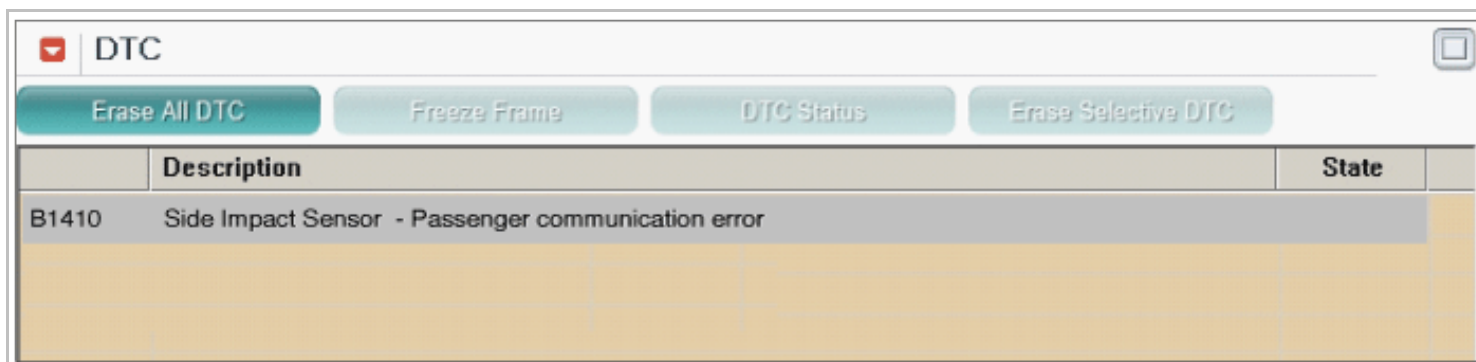 DTC
Erase All DTC Freeze Frame DTC Status Erase Selective DTC
Description State
B1410 Side Impact Sensor - Passenger communication error